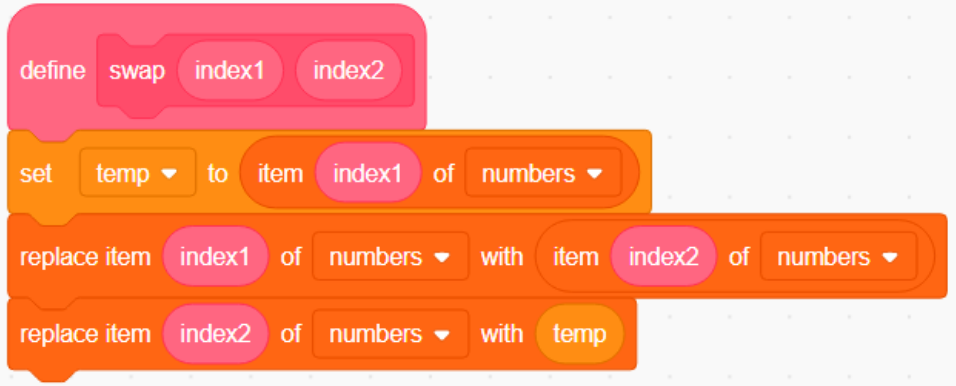 define swap index1 index2
set temp to item index1 of numbers
replace item index1 of numbers with item index2 of numbers
replace item index2 of numbers with temp